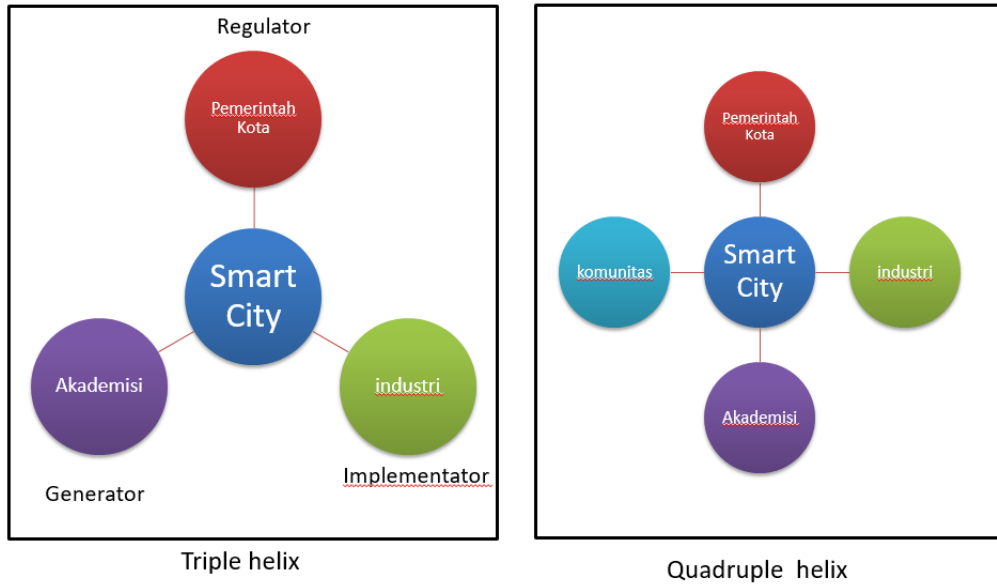 Regulator
Pemerintah
Kota
Smart
City
Akademisi
industri
Generator
Implementator
Triple helix
Pemerintah
Kota
komunitas
Smart
City
industri
Akademisi
Quadruple helix